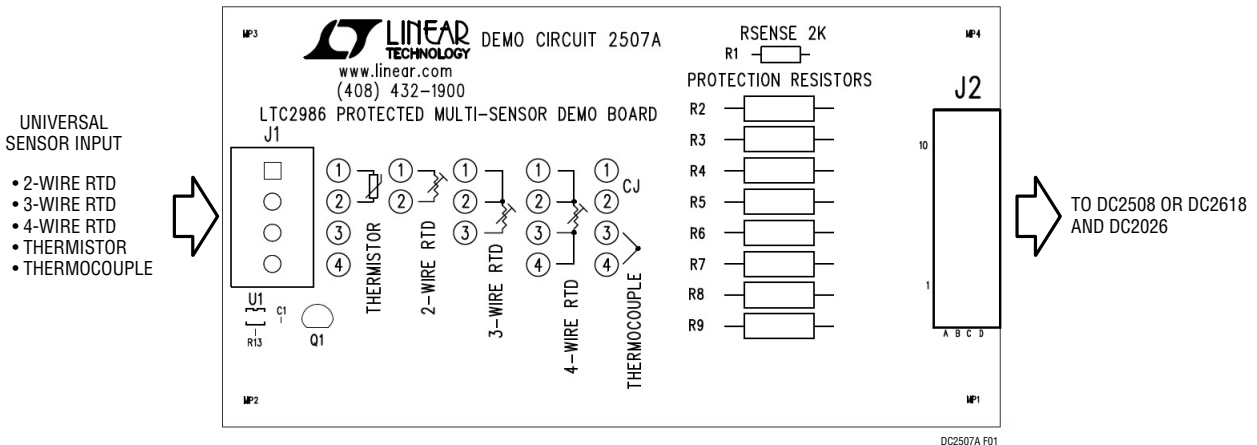 MP3
LINEAR
TECHNOLOGY
DEMO CIRCUIT 2507A
www.linear.com
(408) 432-1900
LTC2986 PROTECTED MULTI-SENSOR DEMO BOARD
RSENSE 2K
R1
MP4
PROTECTION RESISTORS
R2
R3
R4
R5
R6
R7
R8
R9
UNIVERSAL
SENSOR INPUT
• 2-WIRE RTD
• 3-WIRE RTD
• 4-WIRE RTD
• THERMISTOR
• THERMOCOUPLE
J1
1
2
3
4
THERMISTOR
1
2
2-WIRE RTD
1
2
3
3-WIRE RTD
1
2
3
4
4-WIRE RTD
1
2
CJ
3
4
THERMOCOUPLE
U1
C1
R13
Q1
J2
10
1
A B C D
TO DC2508 OR DC2618
AND DC2026
MP2
MP1
DC2507A F01